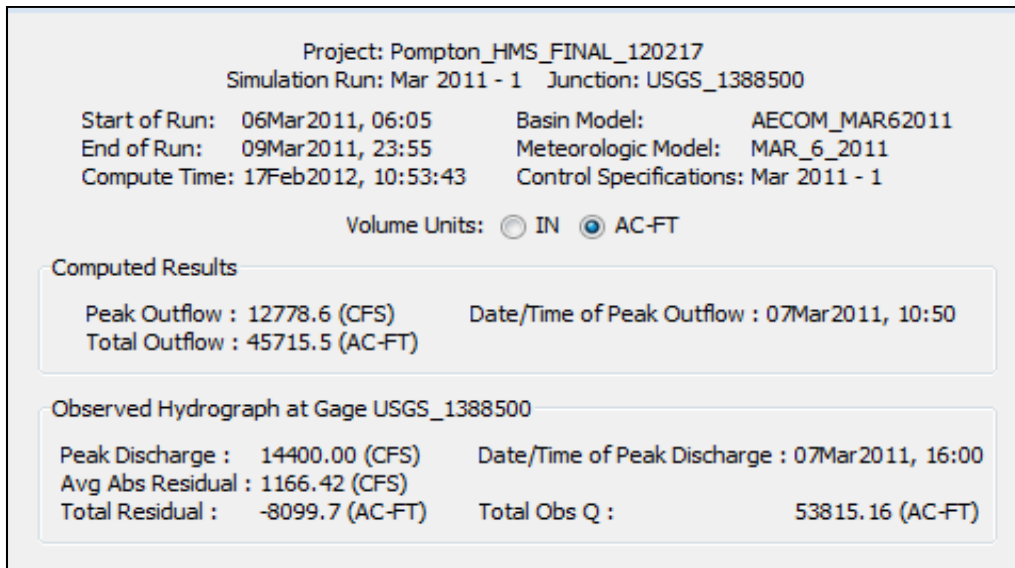 Project: Pompton_HMS_FINAL_120217
Simulation Run: Mar 2011 - 1 Junction: USGS_1388500
Start of Run: 06Mar2011, 06:05 Basin Model: AECOM_MAR62011
End of Run: 09Mar2011, 23:55 Meteorologic Model: MAR_6_2011
Compute Time: 17Feb2012, 10:53:43 Control Specifications: Mar 2011 - 1
Volume Units: IN AC-FT
Computed Results
Peak Outflow : 12778.6 (CFS) Date/Time of Peak Outflow : 07Mar2011, 10:50
Total Outflow : 45715.5 (AC-FT)
Observed Hydrograph at Gage USGS_1388500
Peak Discharge : 14400.00 (CFS) Date/Time of Peak Discharge : 07Mar2011, 16:00
Avg Abs Residual : 1166.42 (CFS)
Total Residual : -8099.7 (AC-FT) Total Obs Q : 53815.16 (AC-FT)